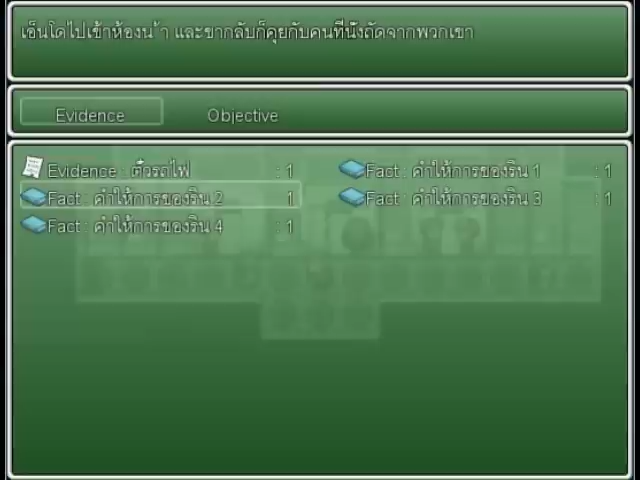 เอ็นโดไปเข้าห้องน ้า และขากลับก็คุยกับคนที่นั่งถัดจากพวกเขา
Evidence Objective
Evidence : ตั๋วรถไฟ : 1 Fact : คำให้การของริน 1 : 1
Fact : คำให้การของริน 2 1 Fact : คำให้การของริน 3 : 1
Fact : คำให้การของริน 4 : 1